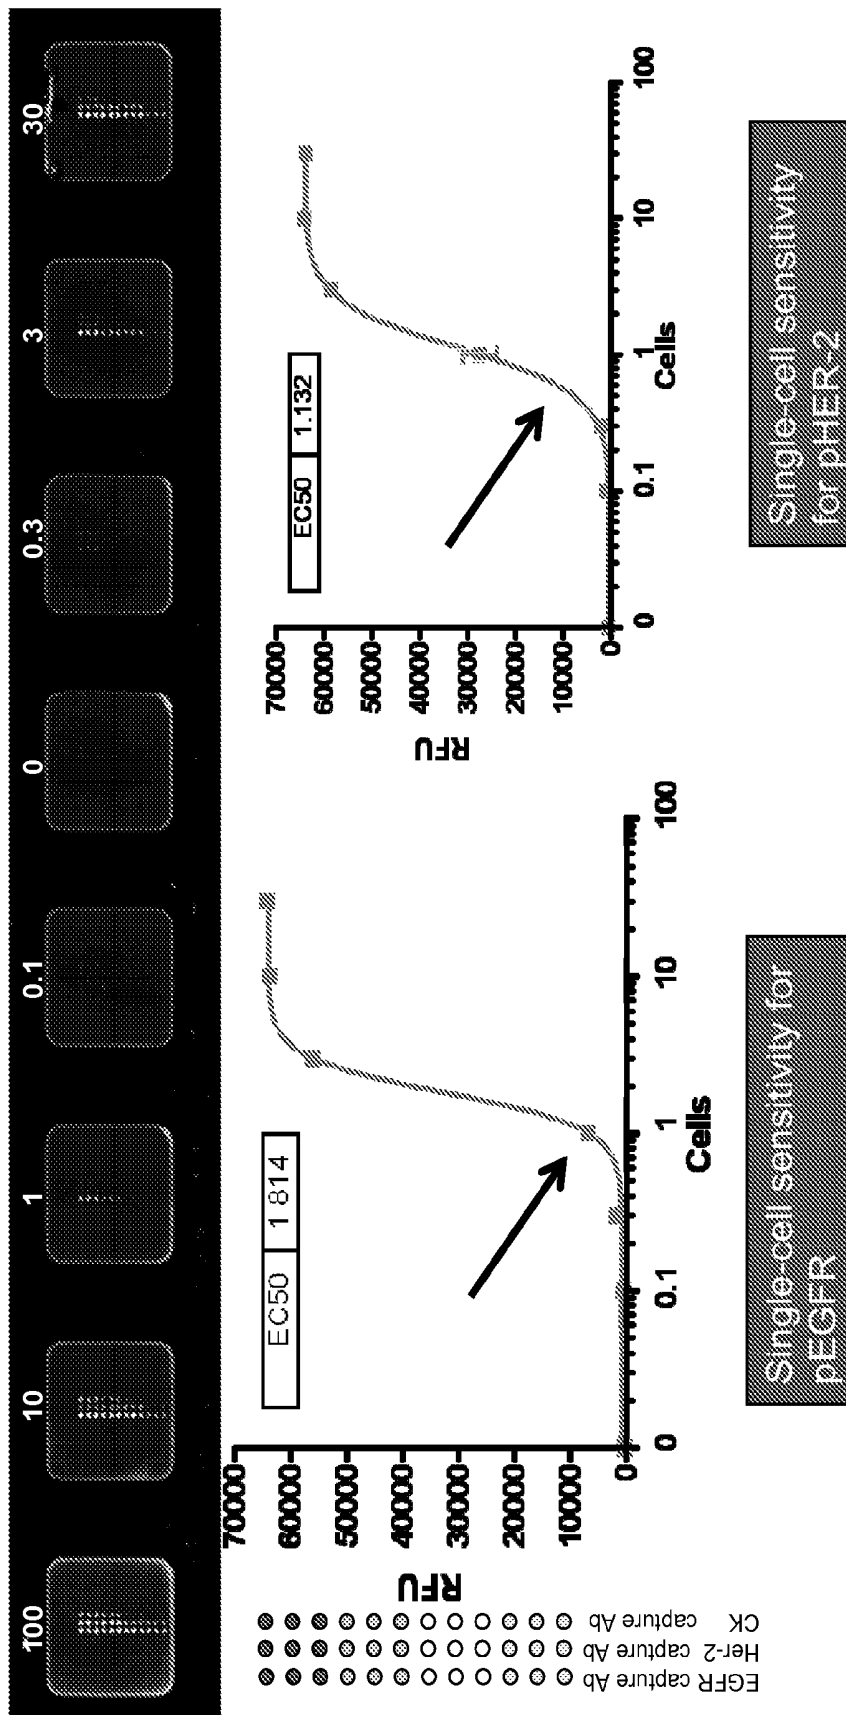 100 10 1 0.1 0 0.3 3 30
EGFR capture Ab
Her-2 capture Ab
CK capture Ab
RFU
70000
60000
50000
40000
30000
20000
10000
0
EC50 1 814
0 0.1 1 10 100
Cells
Single-cell sensitivity for
pEGFR
RFU
70000
60000
50000
40000
30000
20000
10000
0
EC50 1.132
0 0.1 1 10 100
Cells
Single-cell sensitivity
for pHER-2